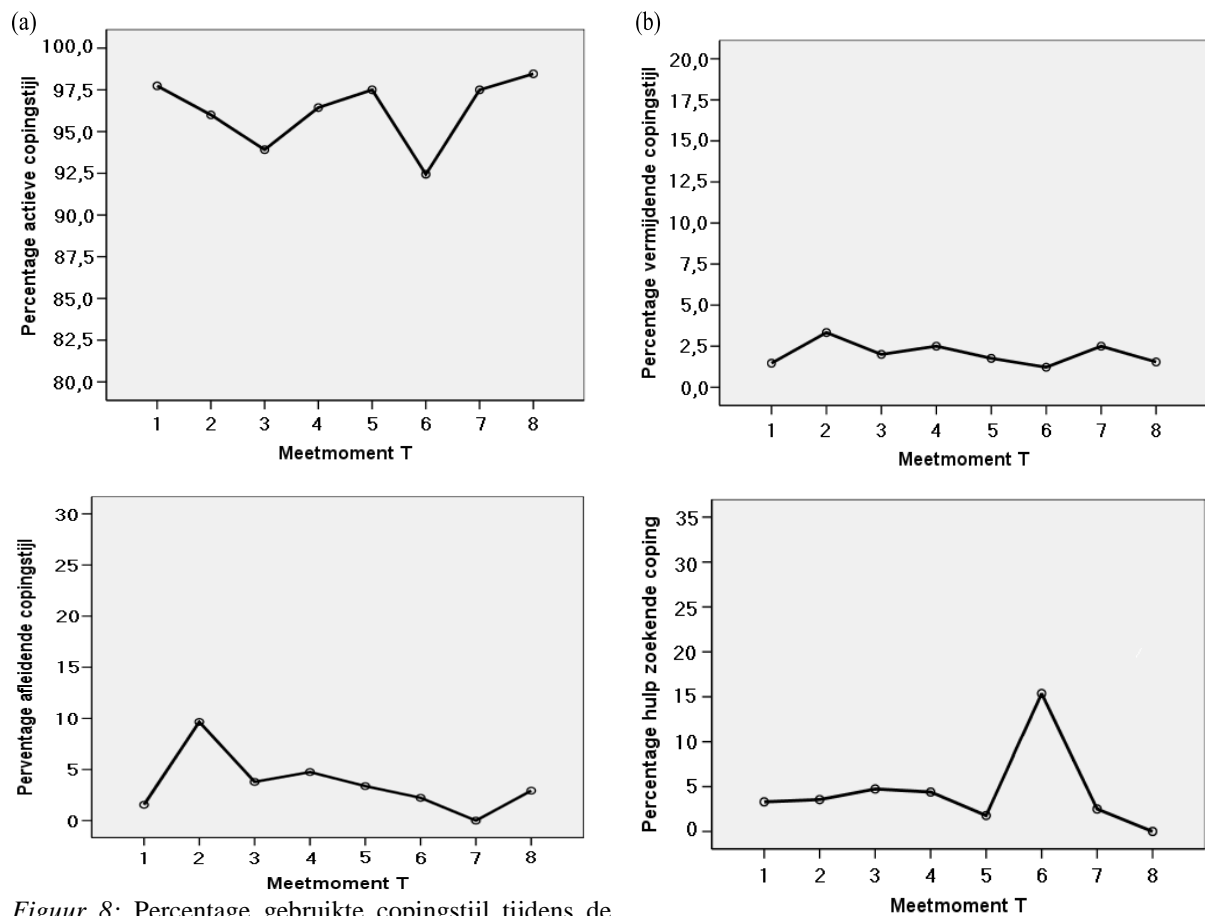 (a)
Percentage actieve copingstijl
100,0
97,5
95,0
92,5
90,0
87,5
85,0
82,5
80,0
1 2 3 4 5 6 7 8
Meetmoment T
(b)
Percentage vermijdende copingstijl
20,0
17,5
15,0
12,5
10,0
7,5
5,0
2,5
0,0
1 2 3 4 5 6 7 8
Meetmoment T
Perventage afleidende copingstijl
30
25
20
15
10
5
0
1 2 3 4 5 6 7 8
Meetmoment T
Percentage hulp zoekende coping
35
30
25
20
15
10
5
0
1 2 3 4 5 6 7 8
Meetmoment T
Figuur 8: Percentage gebruikte copingstijl tijdens de